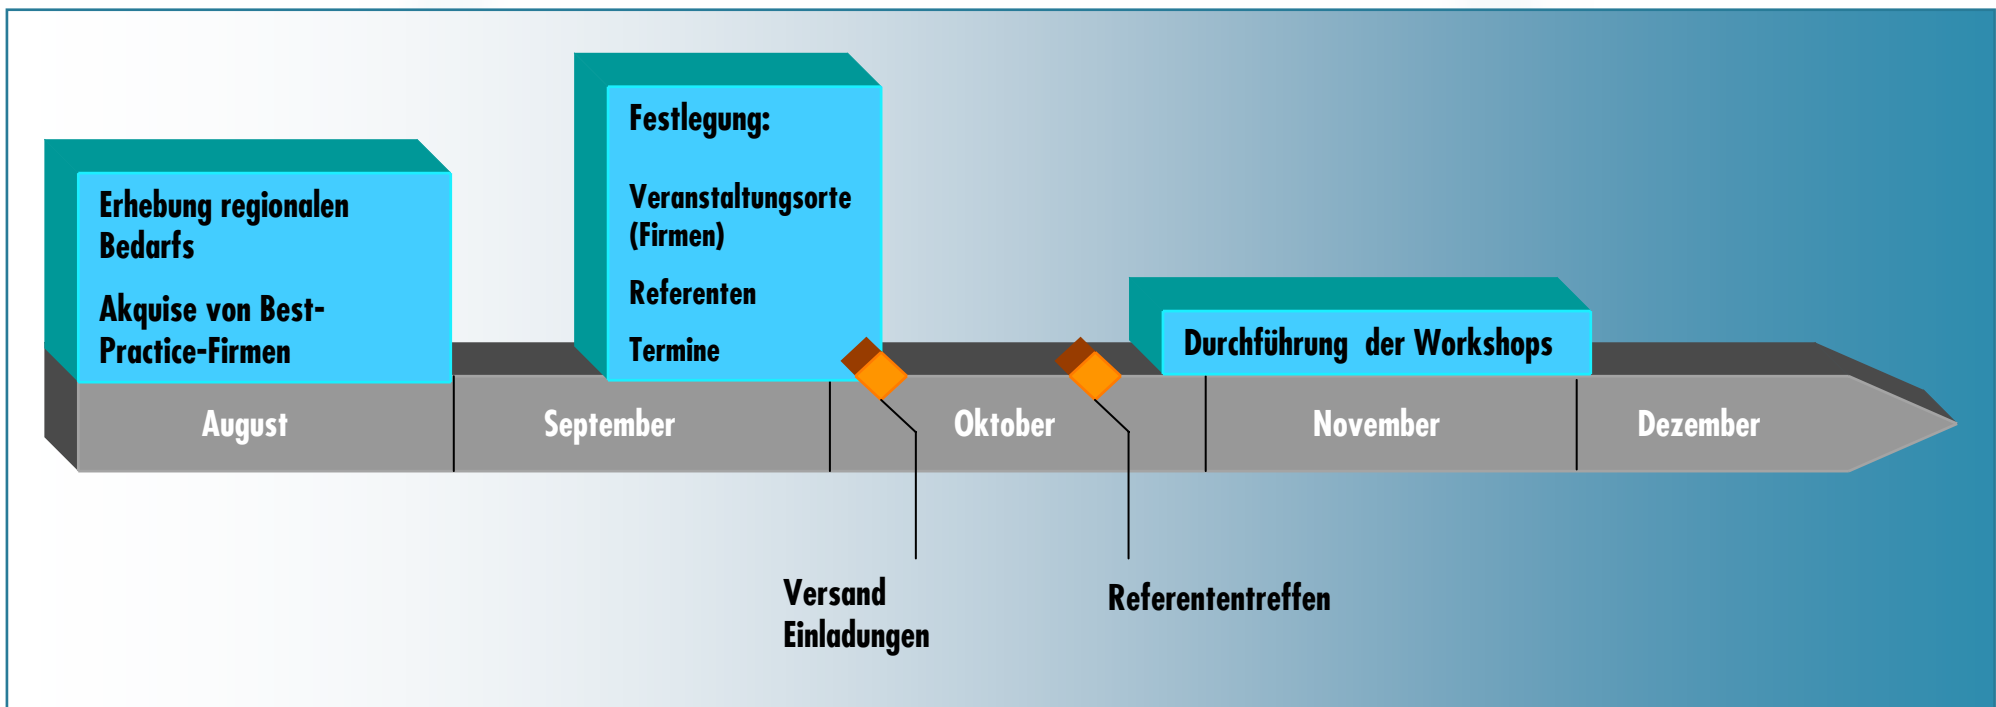 Erhebung regionalen
Bedarfs
Akquise von Best-
Practice-Firmen
Festlegung:
Veranstaltungsorte
(Firmen)
Referenten
Termine
Durchführung der Workshops
August
September
Oktober
November
Dezember
Versand
Einladungen
Referententreffen